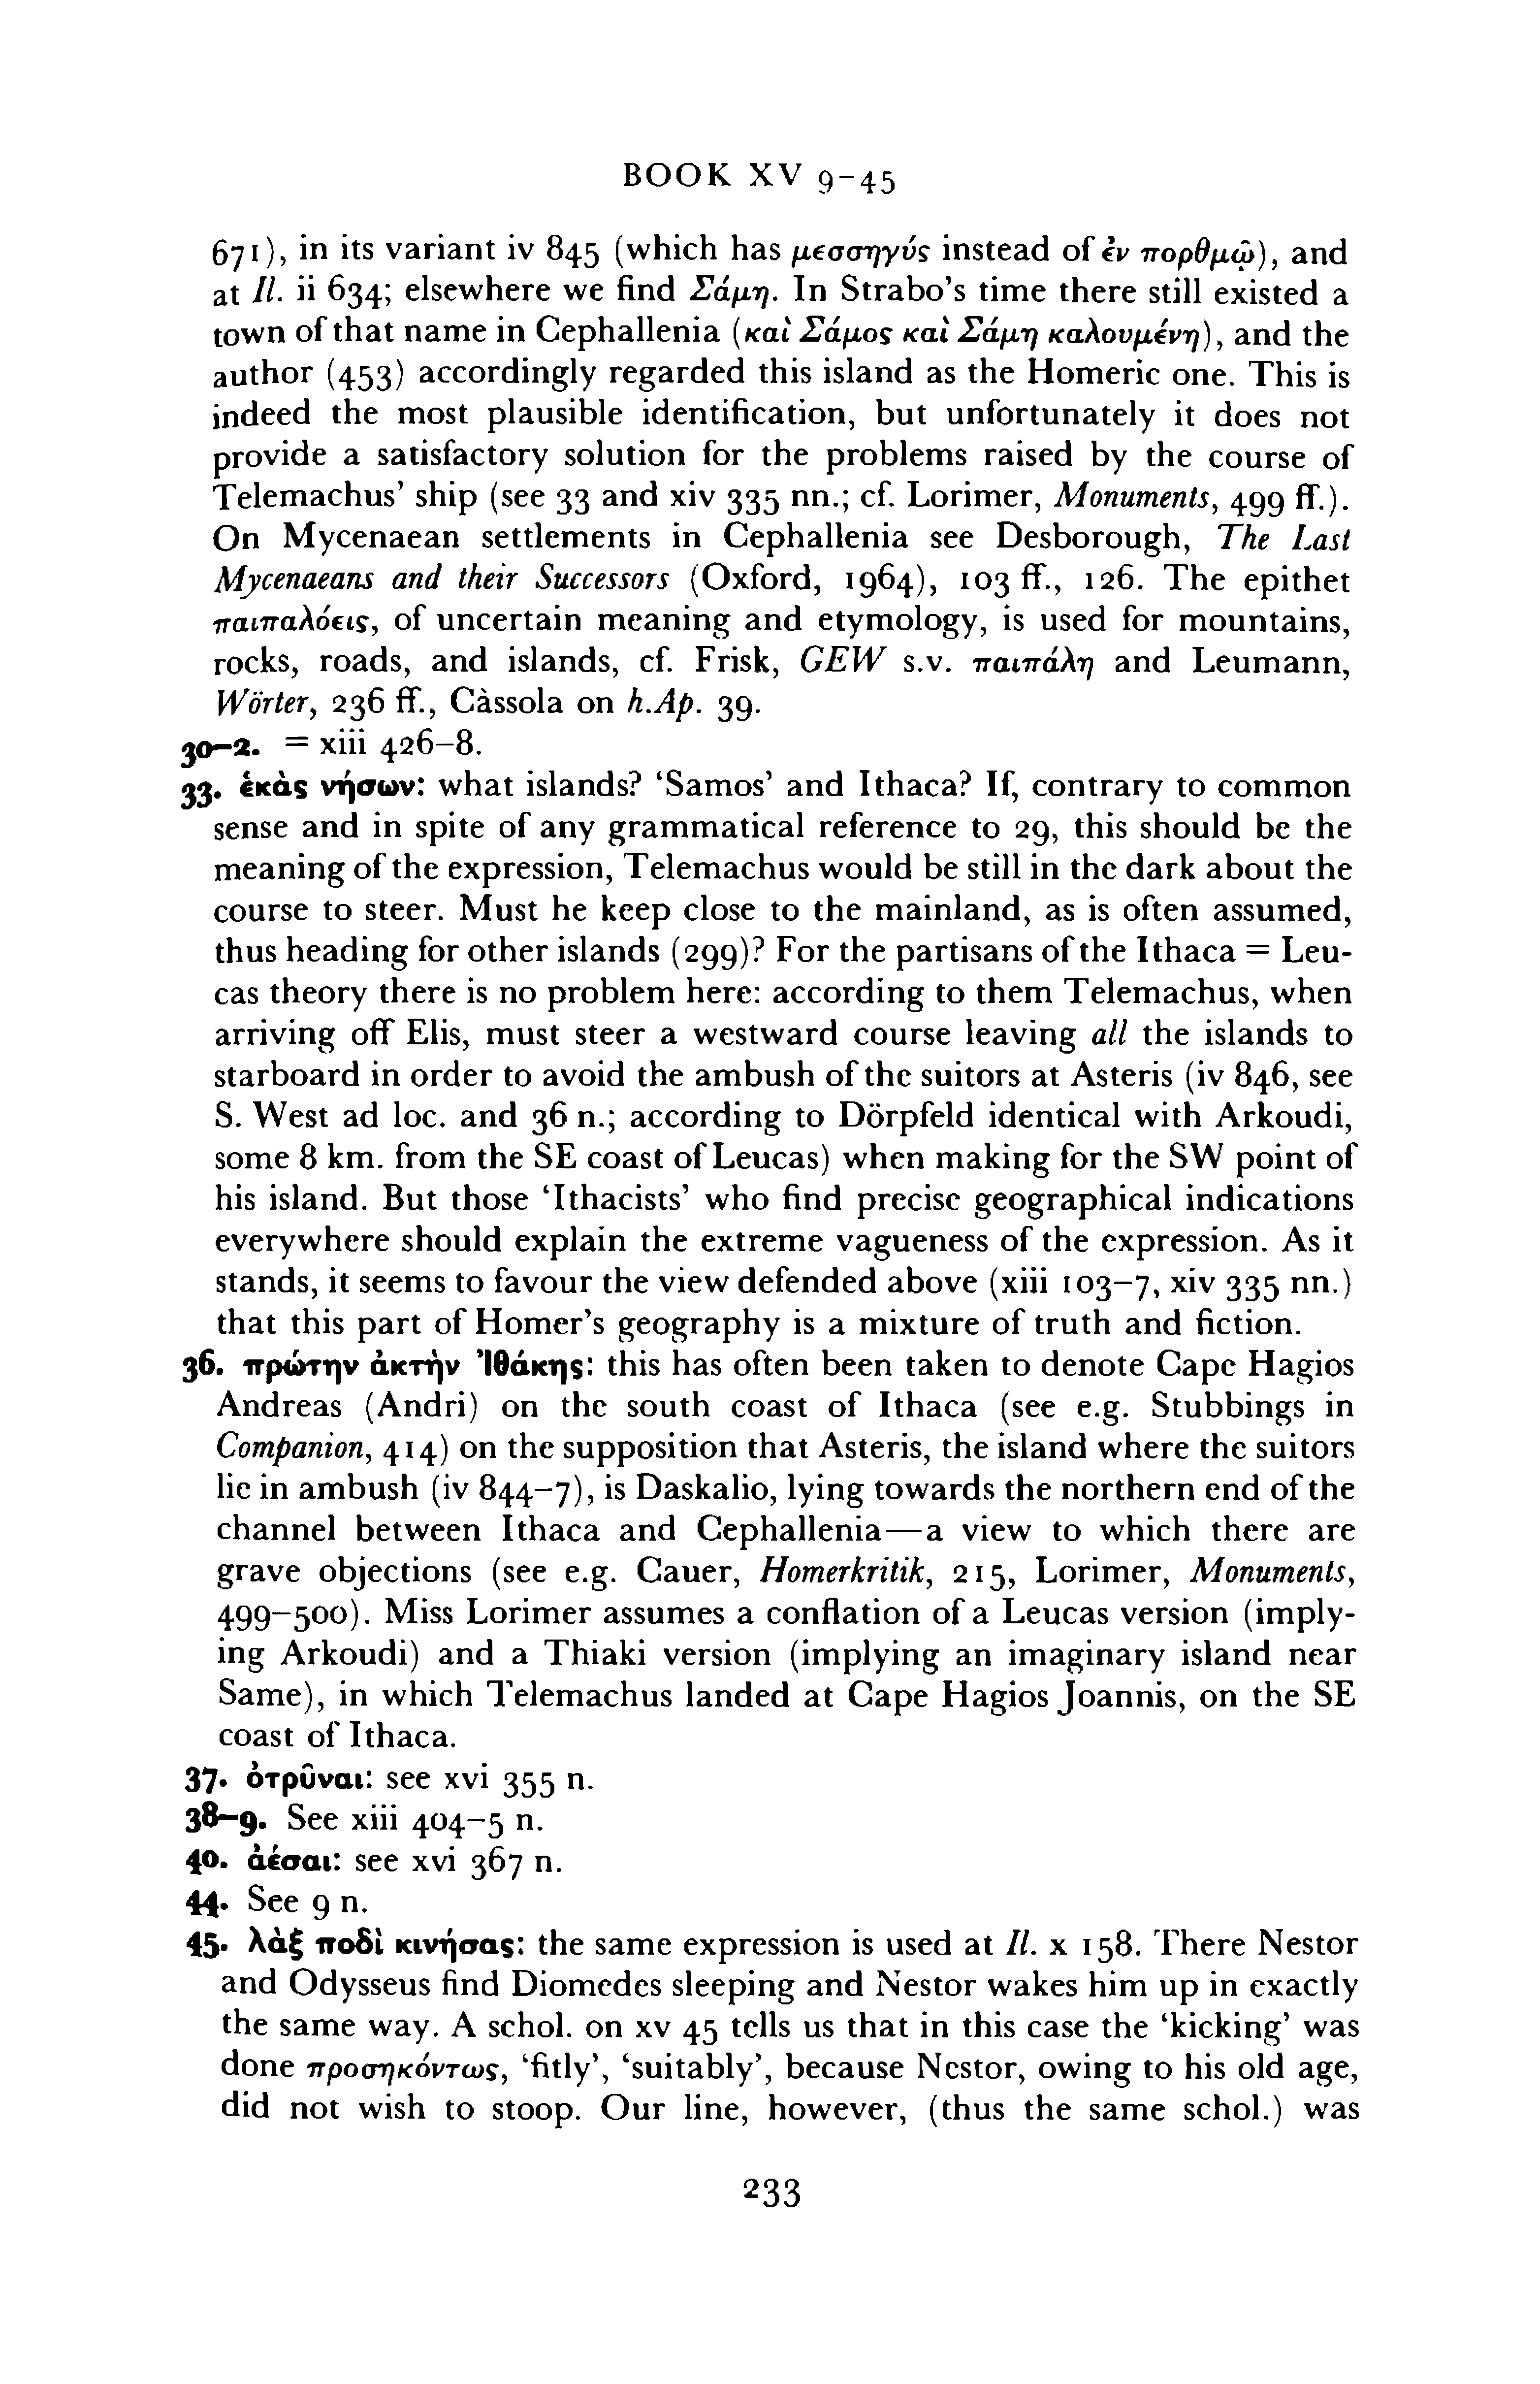 BOOK XV 9–45
671), in its variant iv 845 (which has μεσσηγύς instead of ἐν πορθμῷ), and
at Il. ii 634; elsewhere we find Σάμη. In Strabo's time there still existed a
town of that name in Cephallenia (καὶ Σάμος καὶ Σάμη καλουμένη), and the
author (453) accordingly regarded this island as the Homeric one. This is
indeed the most plausible identification, but unfortunately it does not
provide a satisfactory solution for the problems raised by the course of
Telemachus' ship (see 33 and xiv 335 nn.; cf. Lorimer, Monuments, 499 ff.).
On Mycenaean settlements in Cephallenia see Desborough, The Last
Mycenaeans and their Successors (Oxford, 1964), 103 ff., 126. The epithet
παιπαλόεις, of uncertain meaning and etymology, is used for mountains,
rocks, roads, and islands, cf. Frisk, GEW s.v. παιπάλη and Leumann,
Wörter, 236 ff., Càssola on h.Ap. 39.
30–2. = xiii 426–8.
33. ἑκὰς νήσων: what islands? 'Samos' and Ithaca? If, contrary to common
sense and in spite of any grammatical reference to 29, this should be the
meaning of the expression, Telemachus would be still in the dark about the
course to steer. Must he keep close to the mainland, as is often assumed,
thus heading for other islands (299)? For the partisans of the Ithaca = Leu-
cas theory there is no problem here: according to them Telemachus, when
arriving off Elis, must steer a westward course leaving all the islands to
starboard in order to avoid the ambush of the suitors at Asteris (iv 846, see
S. West ad loc. and 36 n.; according to Dörpfeld identical with Arkoudi,
some 8 km. from the SE coast of Leucas) when making for the SW point of
his island. But those 'Ithacists' who find precise geographical indications
everywhere should explain the extreme vagueness of the expression. As it
stands, it seems to favour the view defended above (xiii 103–7, xiv 335 nn.)
that this part of Homer's geography is a mixture of truth and fiction.
36. πρώτην ἀκτὴν Ἰθάκης: this has often been taken to denote Cape Hagios
Andreas (Andri) on the south coast of Ithaca (see e.g. Stubbings in
Companion, 414) on the supposition that Asteris, the island where the suitors
lie in ambush (iv 844–7), is Daskalio, lying towards the northern end of the
channel between Ithaca and Cephallenia—a view to which there are
grave objections (see e.g. Cauer, Homerkritik, 215, Lorimer, Monuments,
499–500). Miss Lorimer assumes a conflation of a Leucas version (imply-
ing Arkoudi) and a Thiaki version (implying an imaginary island near
Same), in which Telemachus landed at Cape Hagios Joannis, on the SE
coast of Ithaca.
37. ὀτρῦναι: see xvi 355 n.
38–9. See xiii 404–5 n.
40. ἀέσαι: see xvi 367 n.
44. See 9 n.
45. λὰξ ποδὶ κινήσας: the same expression is used at Il. x 158. There Nestor
and Odysseus find Diomedes sleeping and Nestor wakes him up in exactly
the same way. A schol. on xv 45 tells us that in this case the 'kicking' was
done προσηκόντως, 'fitly', 'suitably', because Nestor, owing to his old age,
did not wish to stoop. Our line, however, (thus the same schol.) was
233